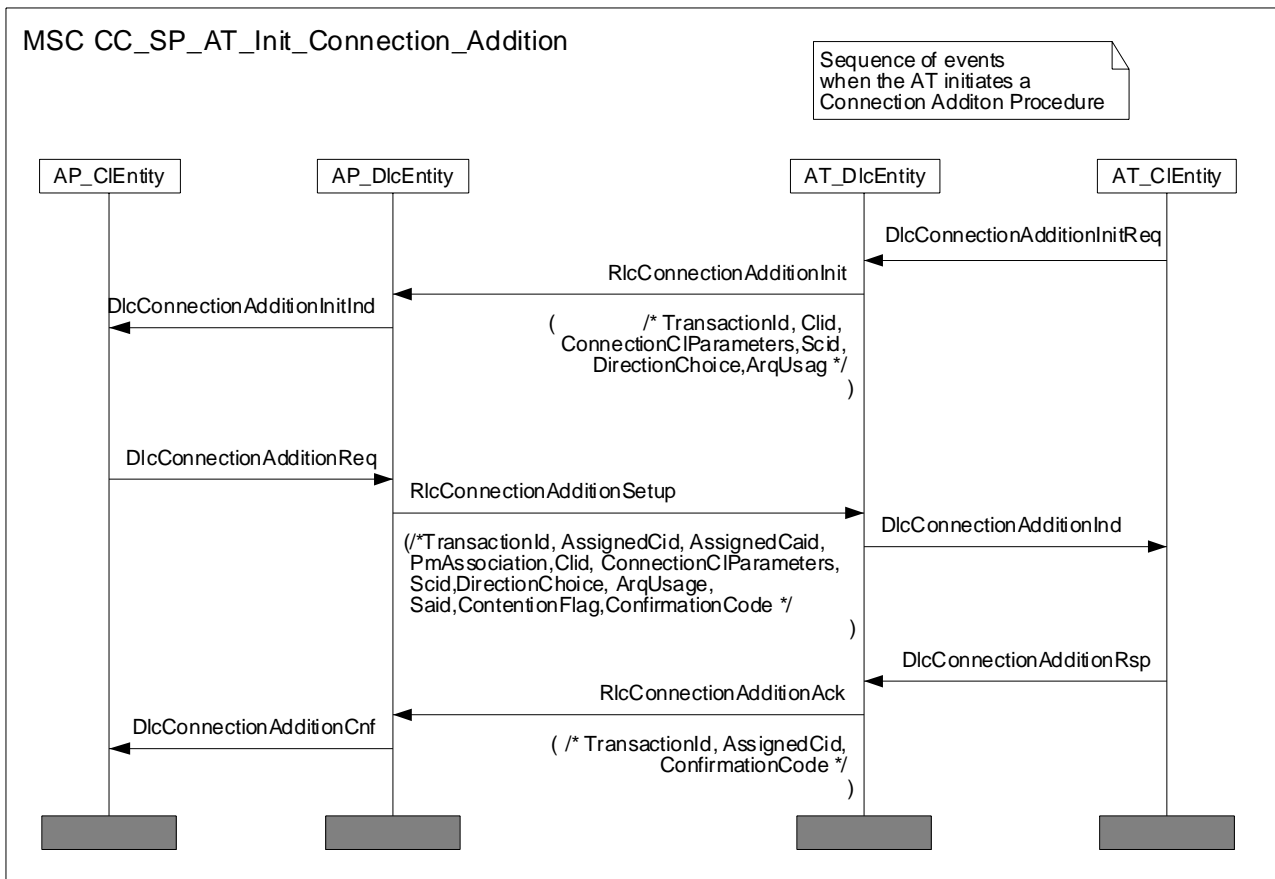 MSC CC_SP_AT_Init_Connection_Addition
Sequence of events
when the AT initiates a
Connection Additon Procedure
AP_ClEntity
AP_DlcEntity
AT_DlcEntity
AT_ClEntity
DlcConnectionAdditionInitReq
RlcConnectionAdditionInit
DlcConnectionAdditionInitInd
( /* TransactionId, Clid,
ConnectionClParameters,Scid,
DirectionChoice,ArqUsag */
)
DlcConnectionAdditionReq
RlcConnectionAdditionSetup
DlcConnectionAdditionInd
(/*TransactionId, AssignedCid, AssignedCaid,
PmAssociation,Clid, ConnectionClParameters,
Scid,DirectionChoice, ArqUsage,
Said,ContentionFlag,ConfirmationCode */
)
DlcConnectionAdditionRsp
RlcConnectionAdditionAck
DlcConnectionAdditionCnf
( /* TransactionId, AssignedCid,
ConfirmationCode */
)